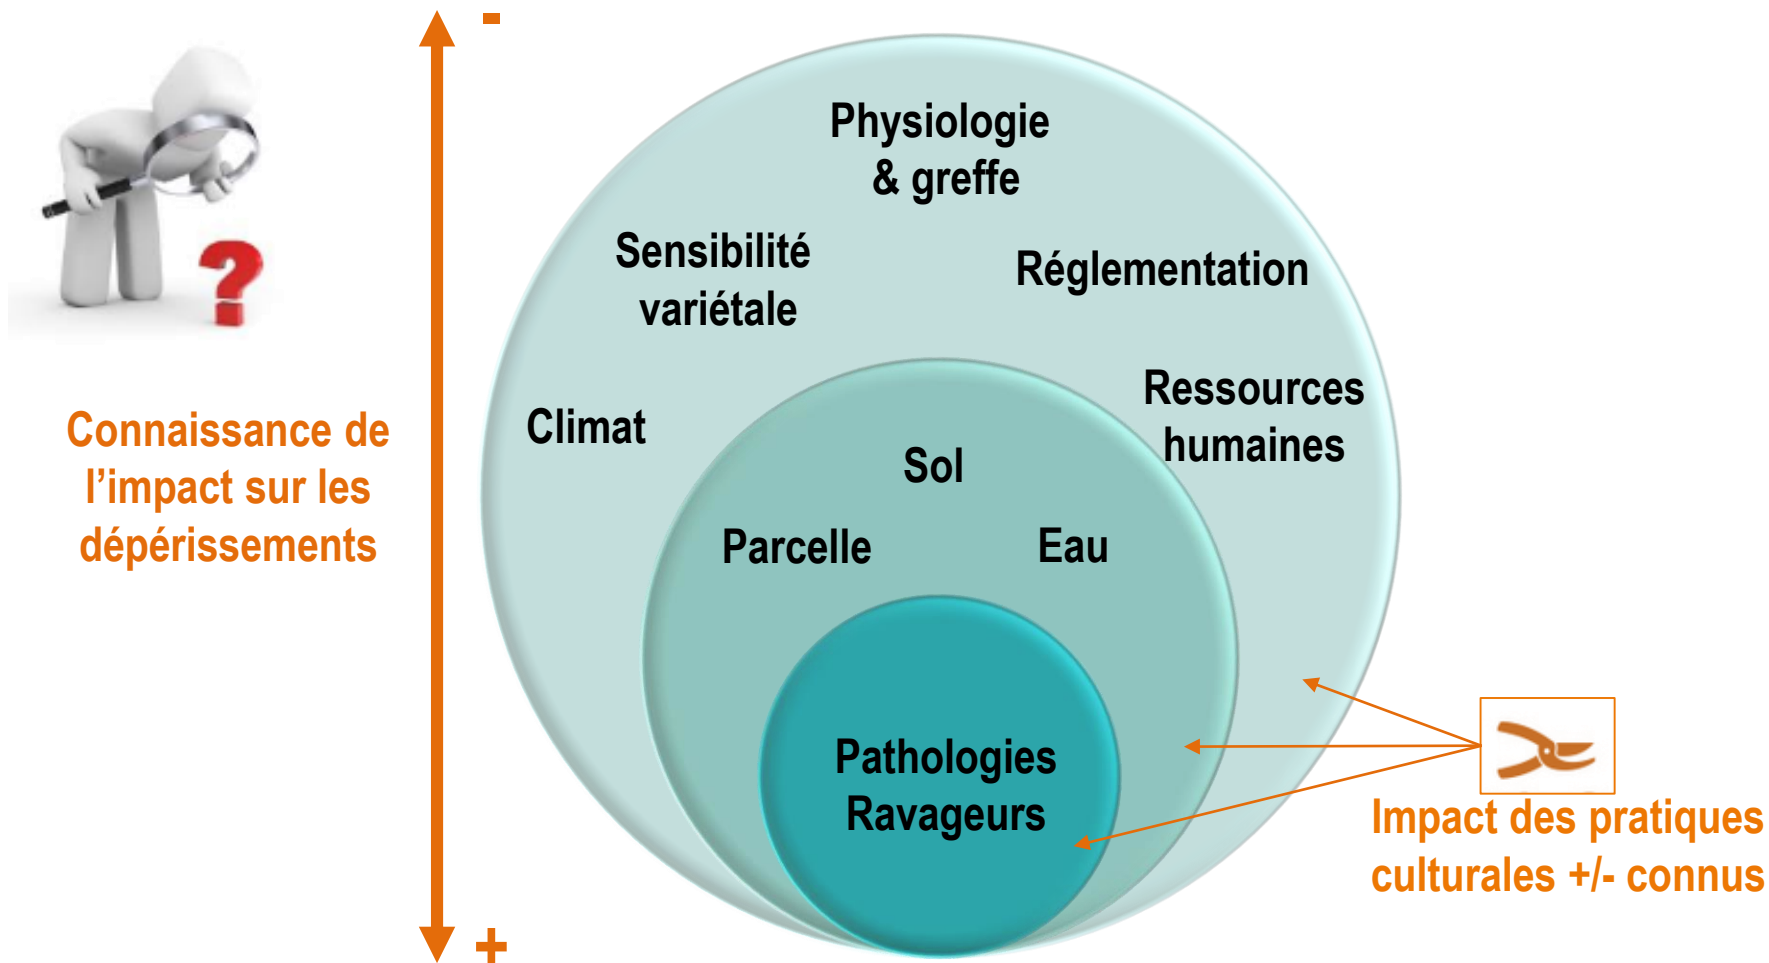 -
Physiologie
& greffe
Sensibilité
variétale
Réglementation
Ressources
humaines
Climat
Connaissance de
l’impact sur les
dépérissements
Sol
Parcelle
Eau
Pathologies
Ravageurs
Impact des pratiques
culturales +/- connus
+
?